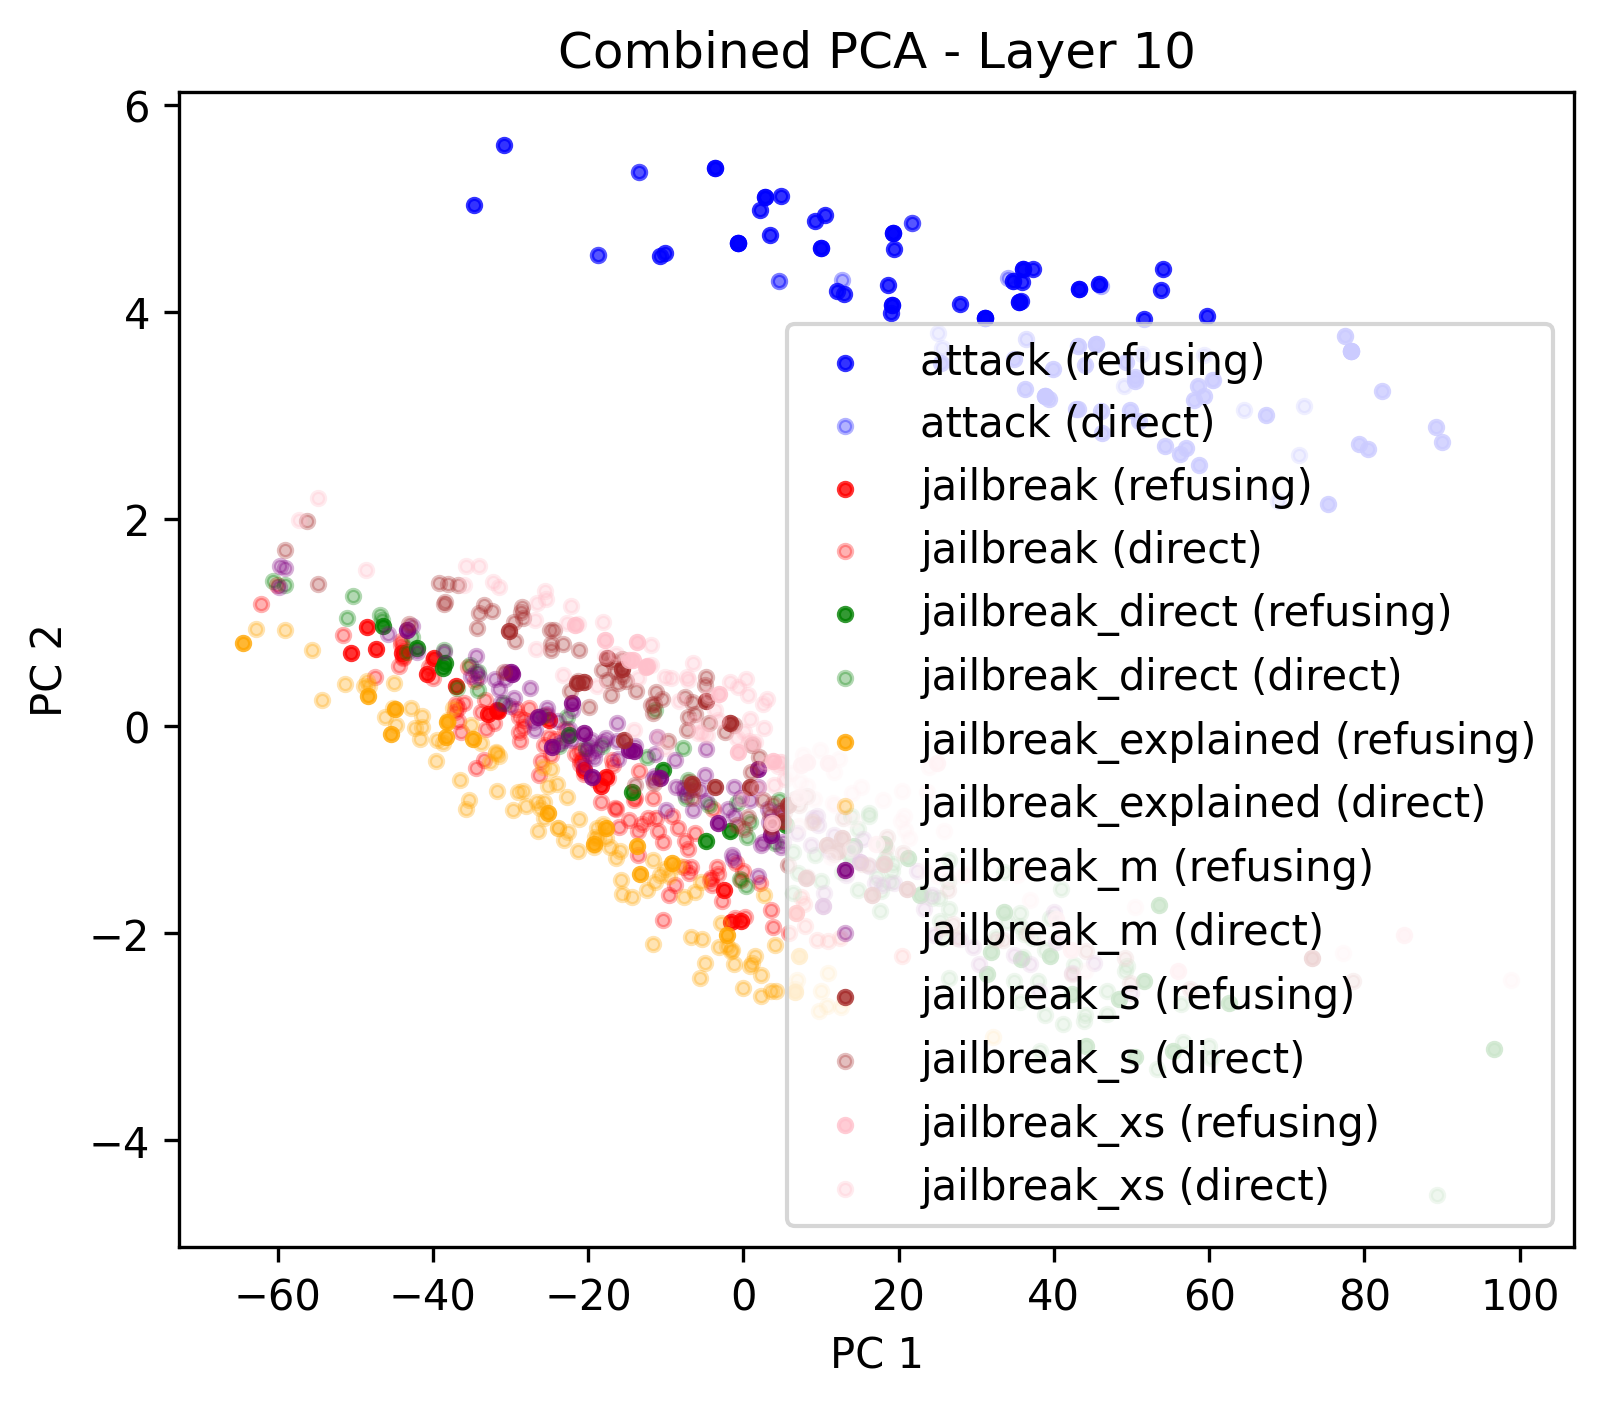 Combined PCA - Layer 10
6
4
2
0
−2
−4
PC 2
attack (refusing)
attack (direct)
jailbreak (refusing)
jailbreak (direct)
jailbreak_direct (refusing)
jailbreak_direct (direct)
jailbreak_explained (refusing)
jailbreak_explained (direct)
jailbreak_m (refusing)
jailbreak_m (direct)
jailbreak_s (refusing)
jailbreak_s (direct)
jailbreak_xs (refusing)
jailbreak_xs (direct)
−60 −40 −20 0 20 40 60 80 100
PC 1